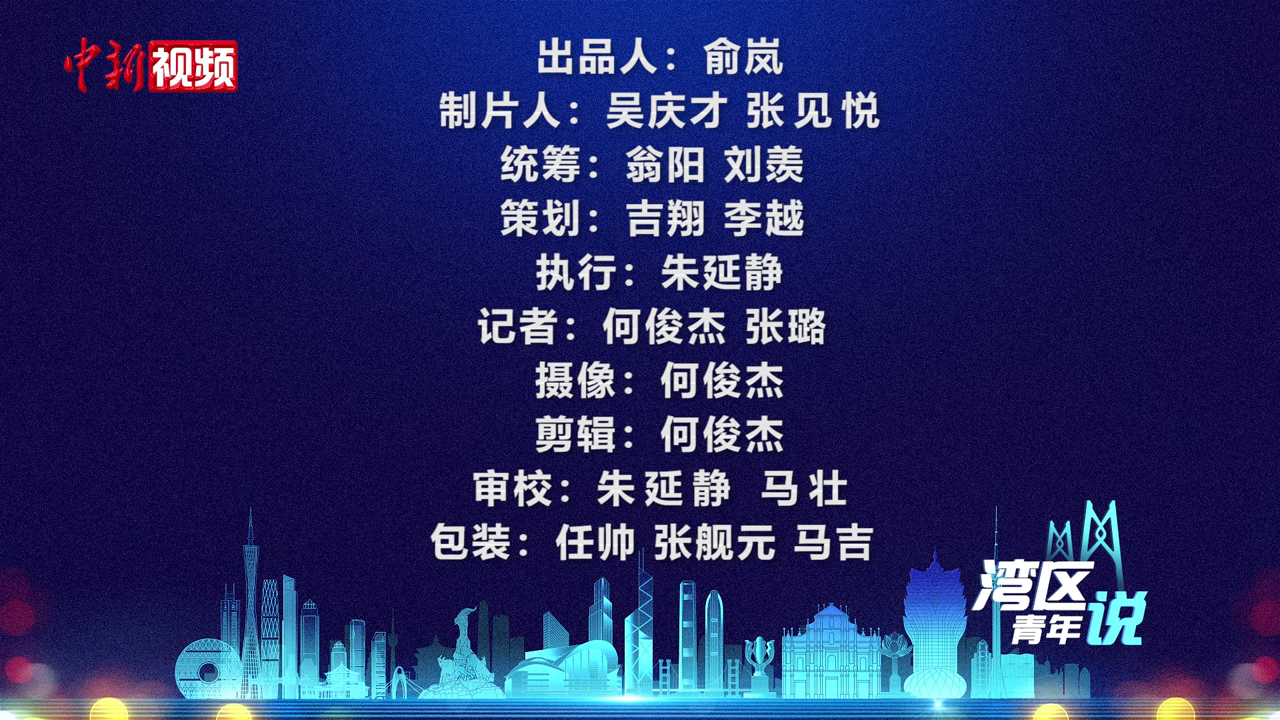 中新视频
出品人：俞岚
制片人：吴庆才 张见悦
统筹：翁阳 刘羡
策划：吉翔 李越
执行：朱延静
记者：何俊杰 张璐
摄像：何俊杰
剪辑：何俊杰
审校：朱延静 马壮
包装：任帅 张舰元 马吉
湾区
青年说